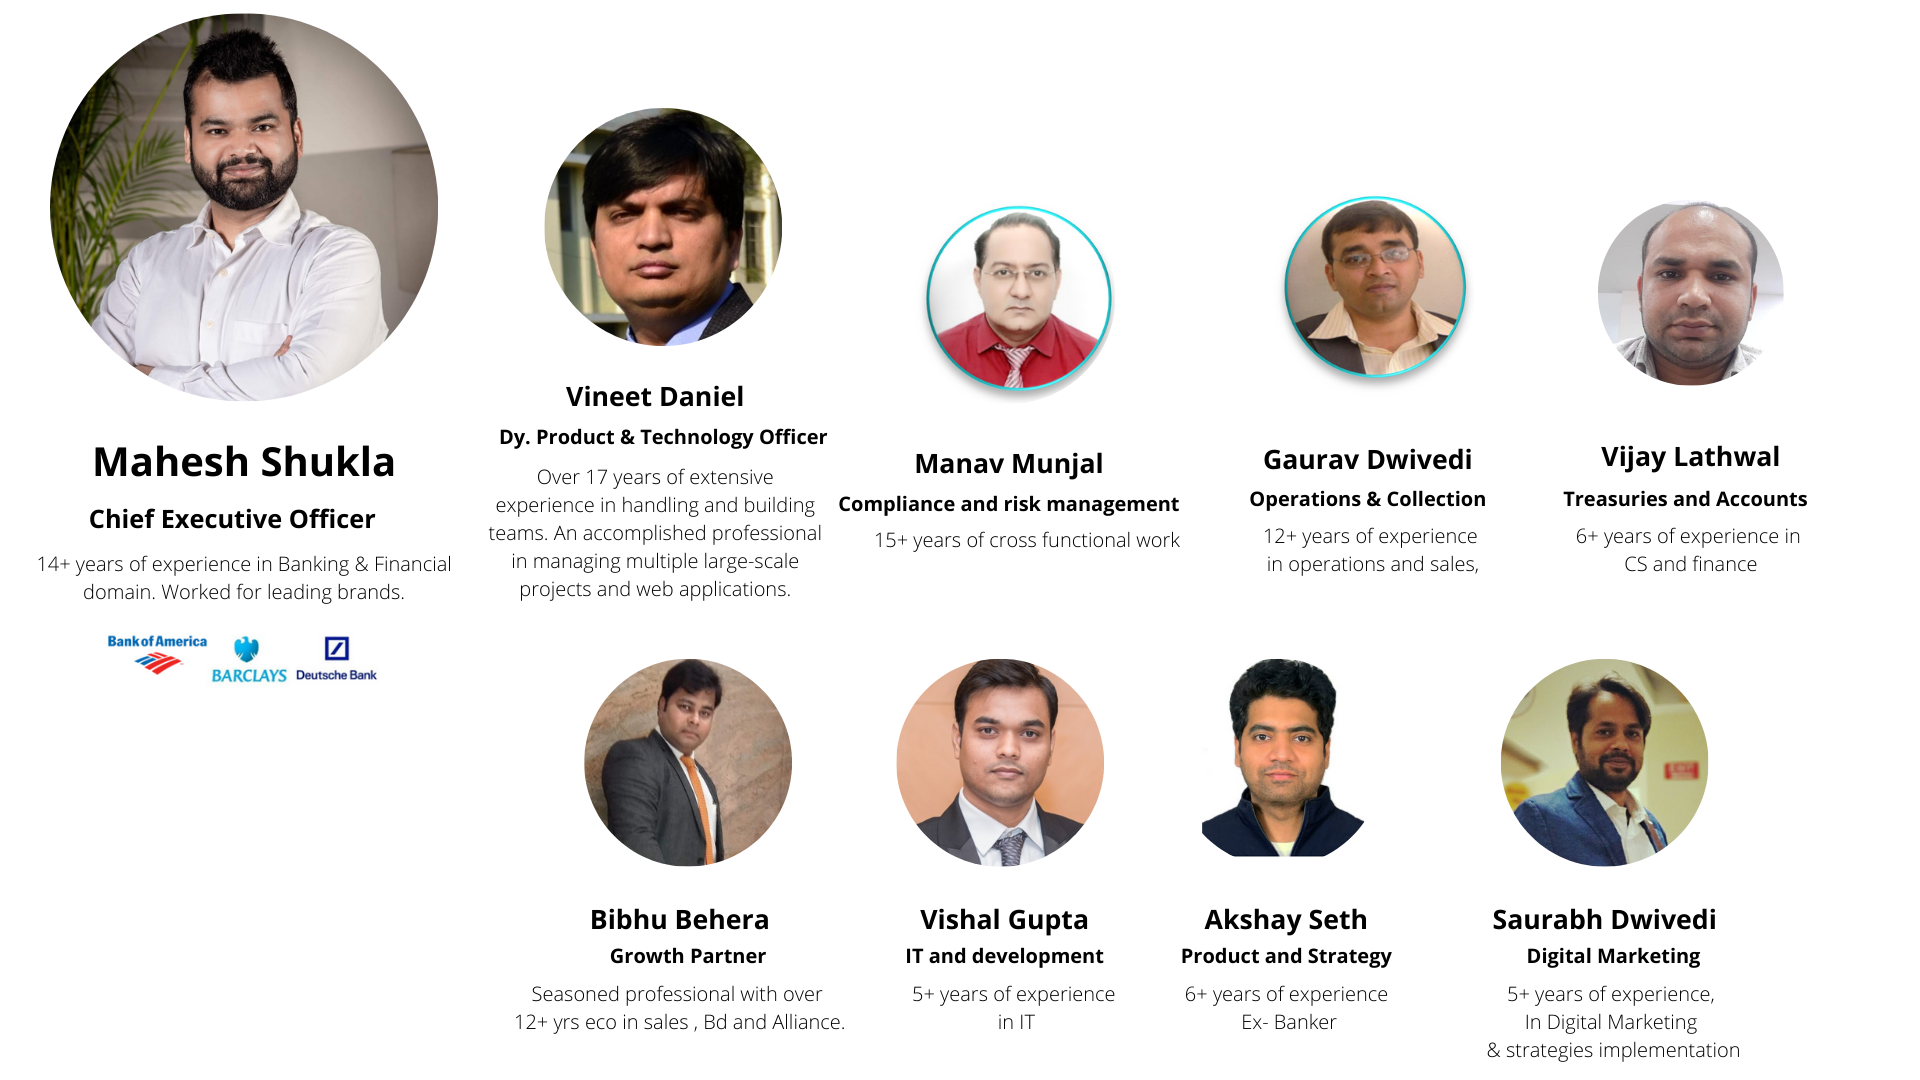 Mahesh Shukla
Chief Executive Officer
14+ years of experience in Banking & Financial
domain. Worked for leading brands.
Bank of America
BARCLAYS
Deutsche Bank
Vineet Daniel
Dy. Product & Technology Officer
Over 17 years of extensive
experience in handling and building
teams. An accomplished professional
in managing multiple large-scale
projects and web applications.
Manav Munjal
Compliance and risk management
15+ years of cross functional work
Gaurav Dwivedi
Operations & Collection
12+ years of experience
in operations and sales,
Vijay Lathwal
Treasuries and Accounts
6+ years of experience in
CS and finance
Bibhu Behera
Growth Partner
Seasoned professional with over
12+ yrs eco in sales , Bd and Alliance.
Vishal Gupta
IT and development
5+ years of experience
in IT
Akshay Seth
Product and Strategy
6+ years of experience
Ex- Banker
EXIT
Saurabh Dwivedi
Digital Marketing
5+ years of experience,
In Digital Marketing
& strategies implementation